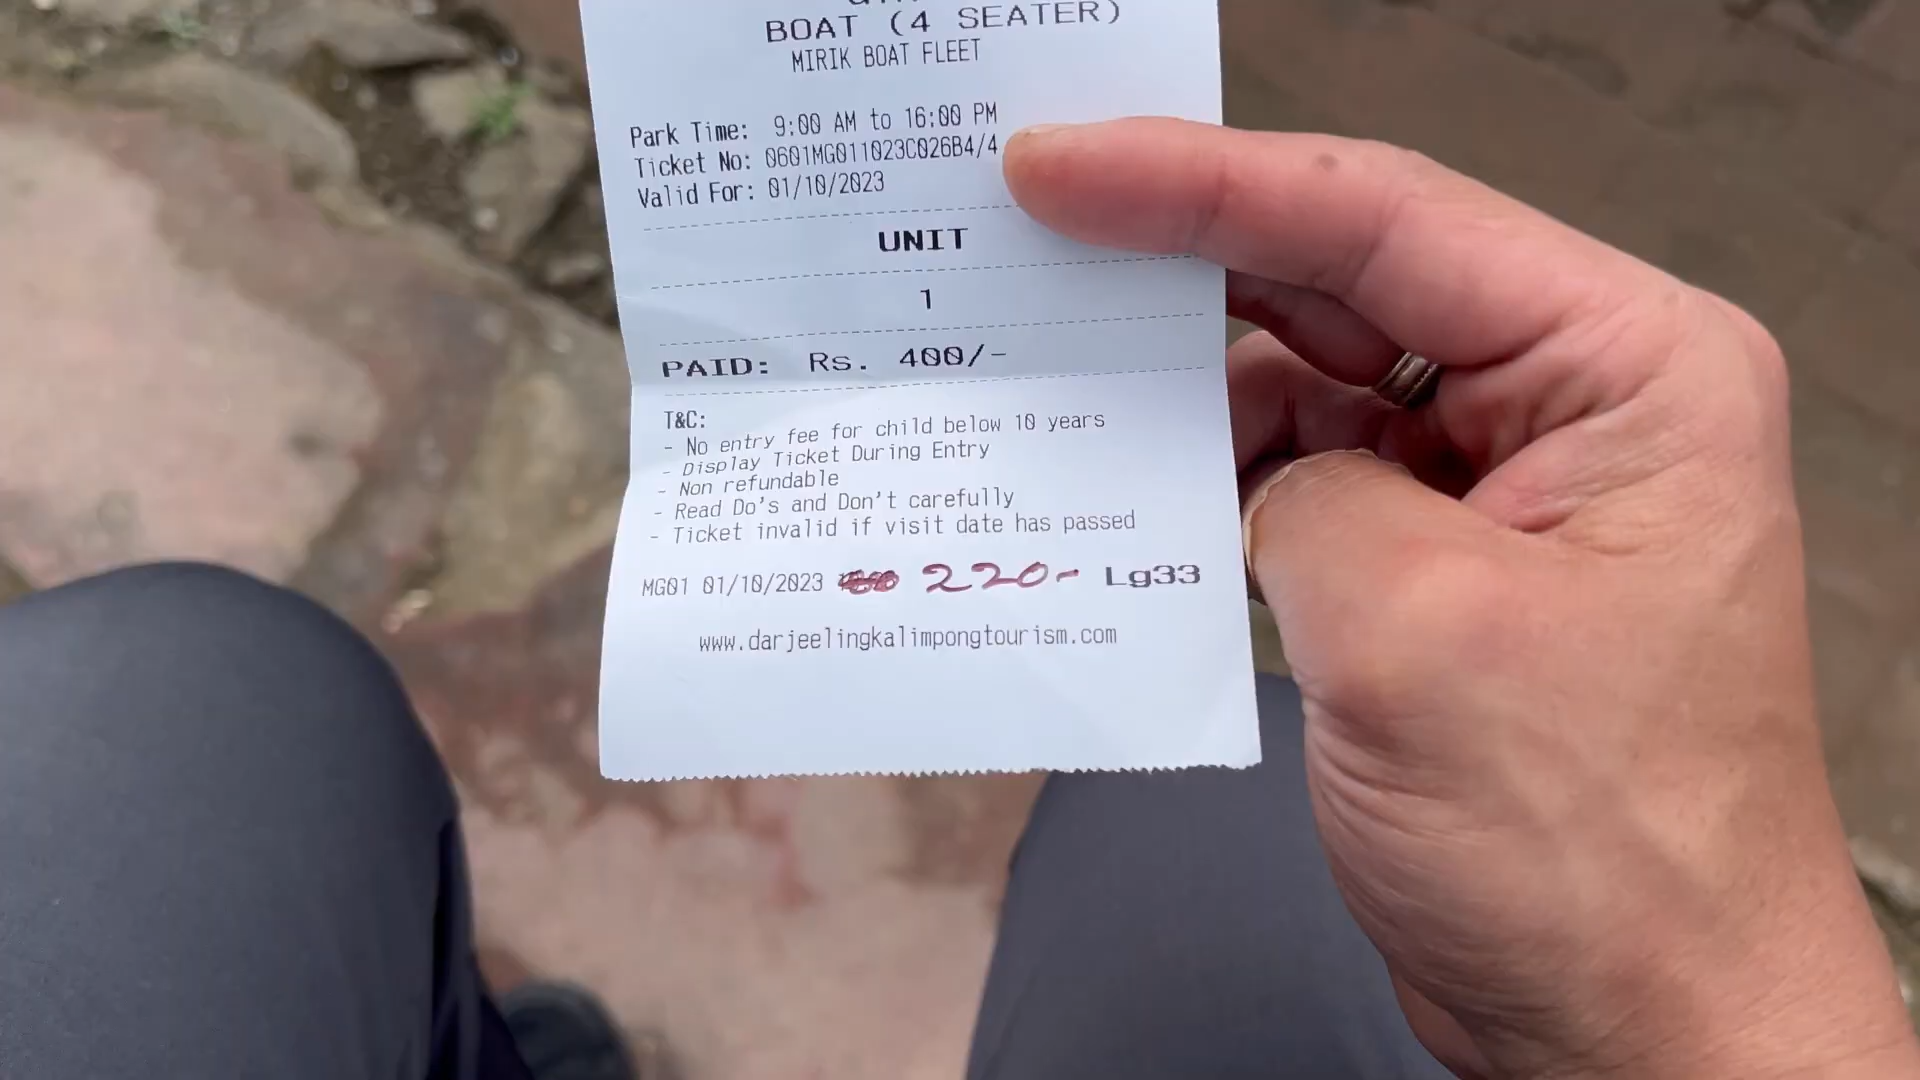 BOAT (4 SEATER)
MIRIK BOAT FLEET
Park Time: 9:00 AM to 16:00 PM
Ticket No: 0601MG011023C026B4/4
Valid For: 01/10/2023
UNIT
1
PAID: Rs. 400/-
T&C:
- No entry fee for child below 10 years
- Display Ticket During Entry
- Non refundable
- Read Do's and Don't carefully
- Ticket invalid if visit date has passed
MG01 01/10/2023 220- Lg33
www.darjeelingkalimpongtourism.com